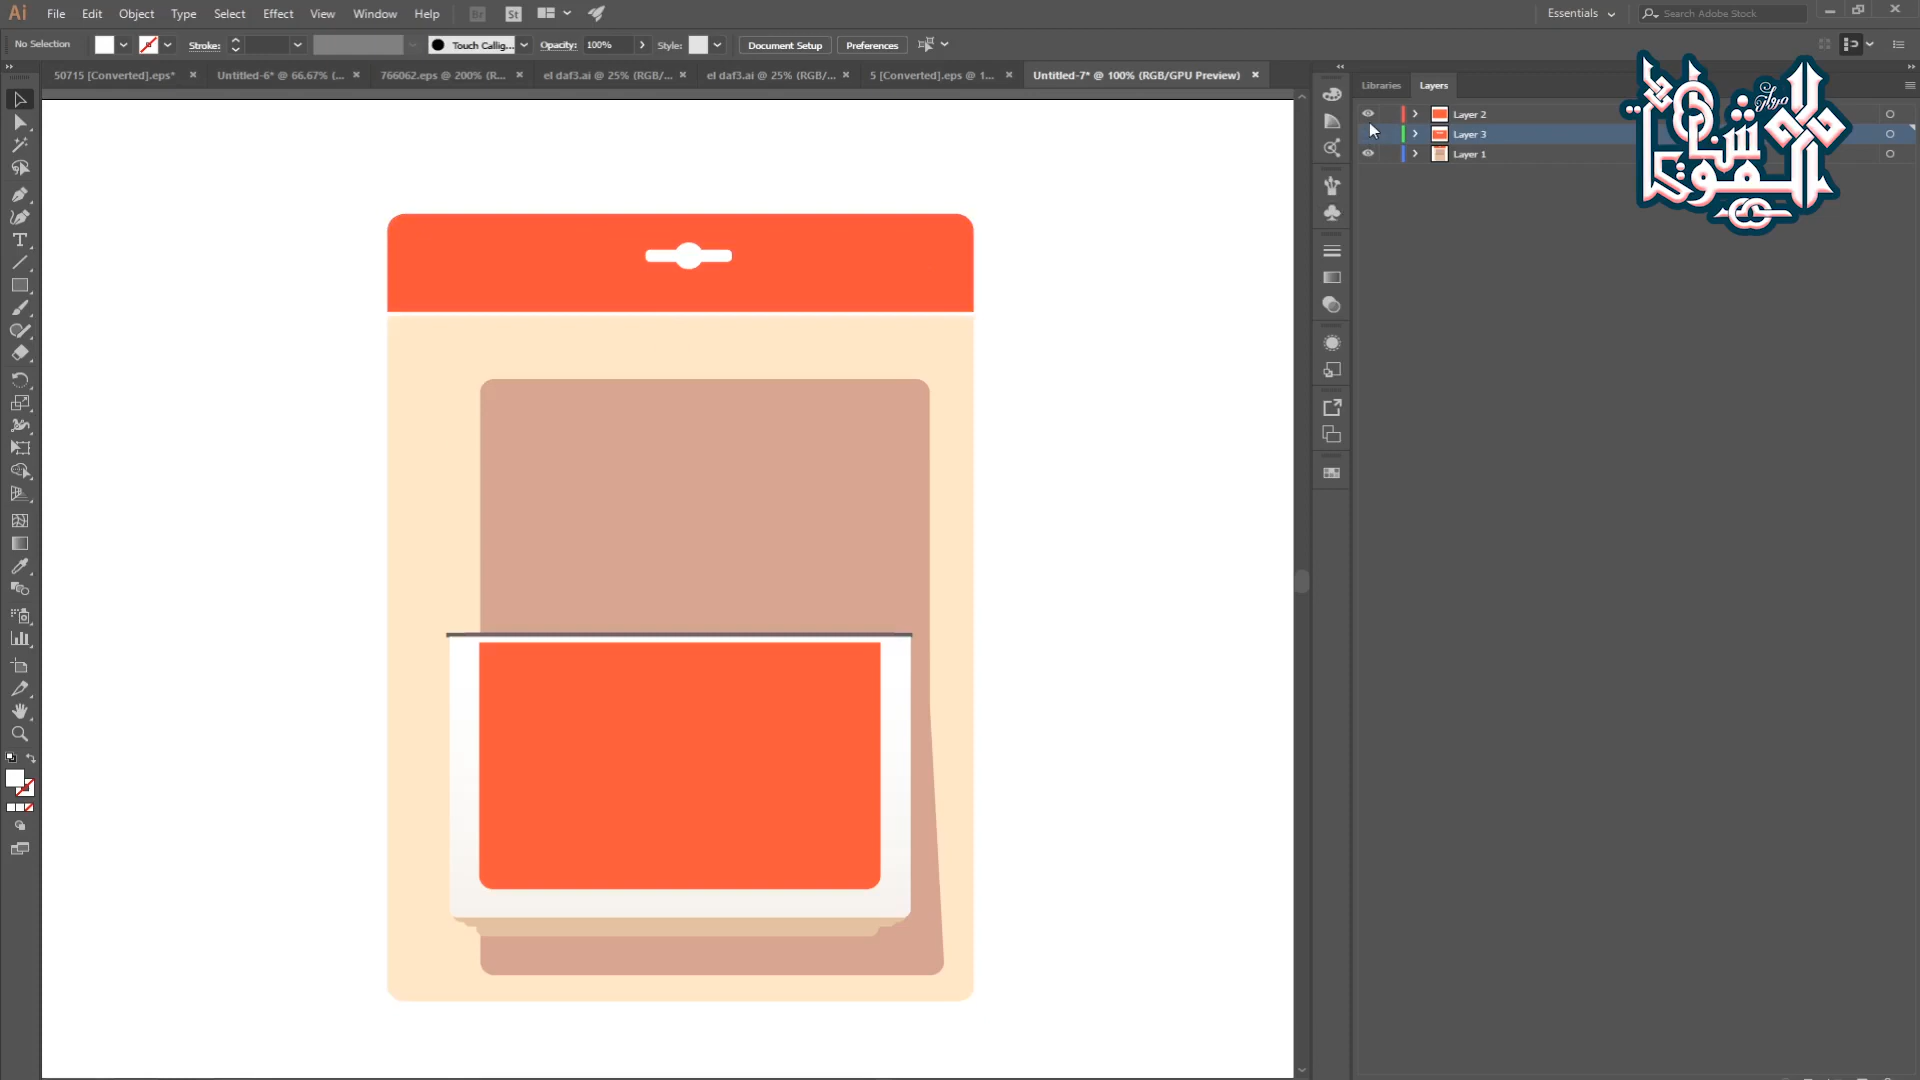 File Edit Object Type Select Effect View Window Help Br St Essentials Search Adobe Stock
No Selection Stroke: Touch Callig... Opacity: 100% Style: Document Setup Preferences
50715 [Converted].eps* Untitled-6* @ 66.67% (... 766062.eps @ 200% (R... el daf3.ai @ 25% (RGB/... el daf3.ai @ 25% (RGB/... 5 [Converted].eps @ 1... Untitled-7* @ 100% (RGB/GPU Preview)
Libraries Layers
Layer 2
Layer 3
Layer 1